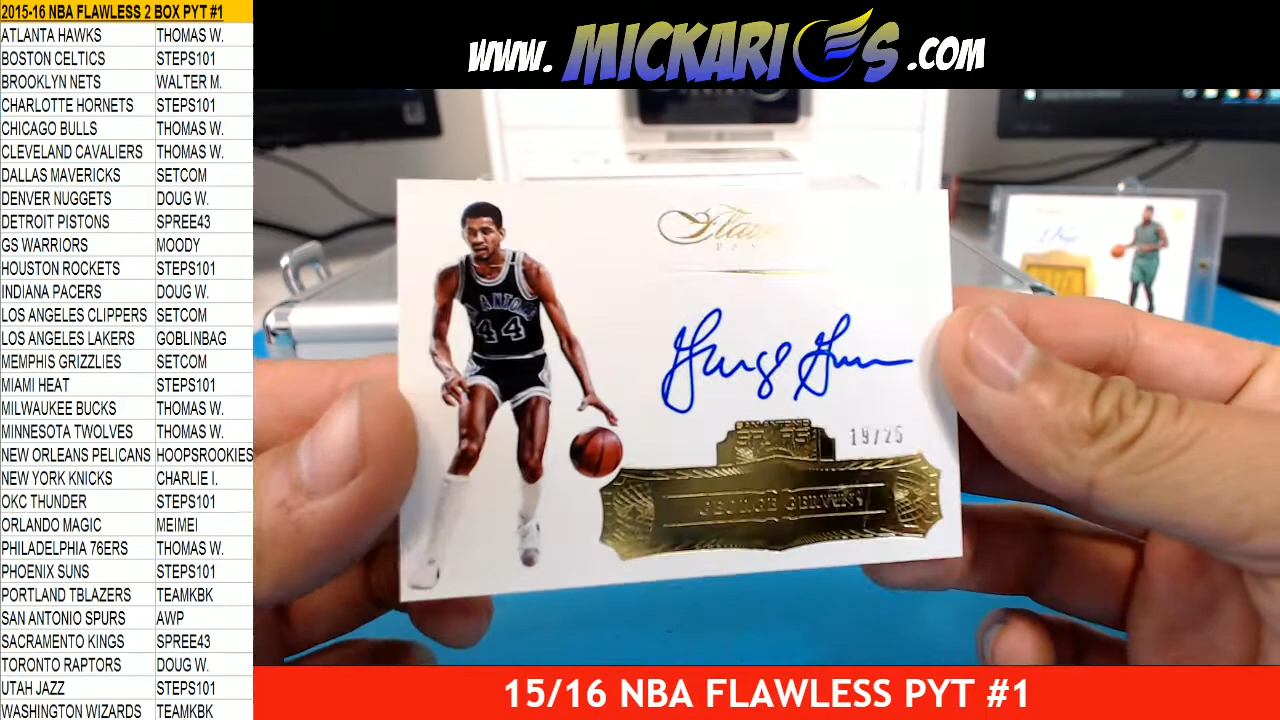 2015-16 NBA FLAWLESS 2 BOX PYT #1
ATLANTA HAWKS THOMAS W.
BOSTON CELTICS STEPS101
BROOKLYN NETS WALTER M.
CHARLOTTE HORNETS STEPS101
CHICAGO BULLS THOMAS W.
CLEVELAND CAVALIERS THOMAS W.
DALLAS MAVERICKS SETCOM
DENVER NUGGETS DOUG W.
DETROIT PISTONS SPREE43
GS WARRIORS MOODY
HOUSTON ROCKETS STEPS101
INDIANA PACERS DOUG W.
LOS ANGELES CLIPPERS SETCOM
LOS ANGELES LAKERS GOBLINBAG
MEMPHIS GRIZZLIES SETCOM
MIAMI HEAT STEPS101
MILWAUKEE BUCKS THOMAS W.
MINNESOTA TWOLVES THOMAS W.
NEW ORLEANS PELICANS HOOPSROOKIES
NEW YORK KNICKS CHARLIE I.
OKC THUNDER STEPS101
ORLANDO MAGIC MEIMEI
PHILADELPHIA 76ERS THOMAS W.
PHOENIX SUNS STEPS101
PORTLAND TBLAZERS TEAMKBK
SAN ANTONIO SPURS AWP
SACRAMENTO KINGS SPREE43
TORONTO RAPTORS DOUG W.
UTAH JAZZ STEPS101
WASHINGTON WIZARDS TEAMKBK
www.MICKARIES.com
44
George Gervin
SAN ANTONIO
SPURS
19/25
GEORGE GERVIN
15/16 NBA FLAWLESS PYT #1